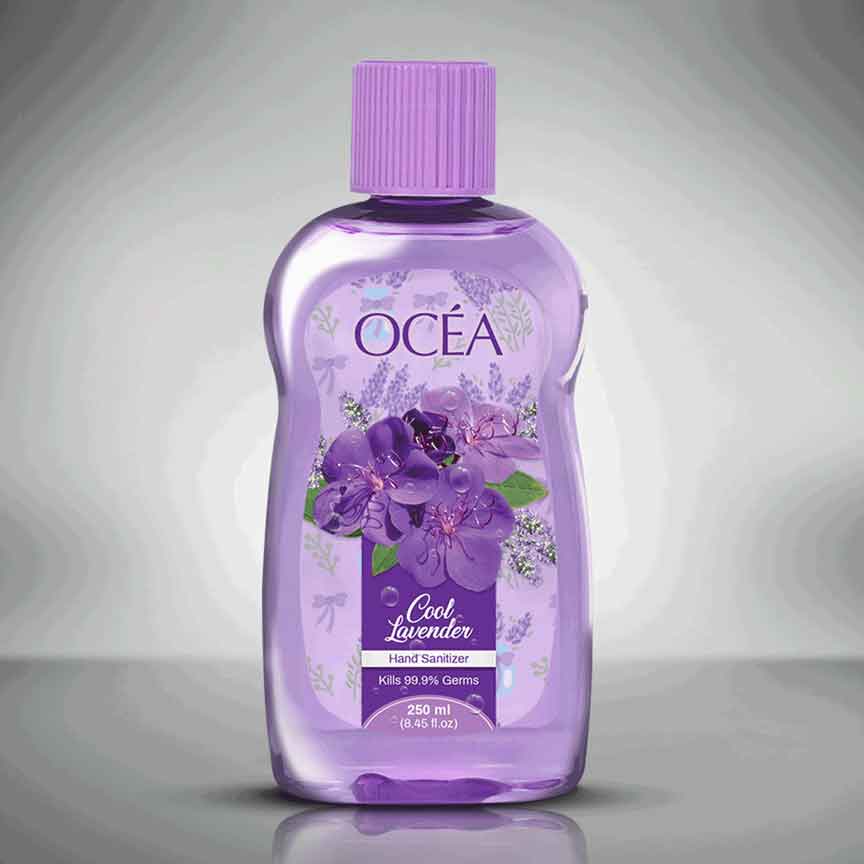 OCÉA
Cool
Lavender
Hand Sanitizer
Kills 99.9% Germs
250 ml
(8.45 fl.oz)